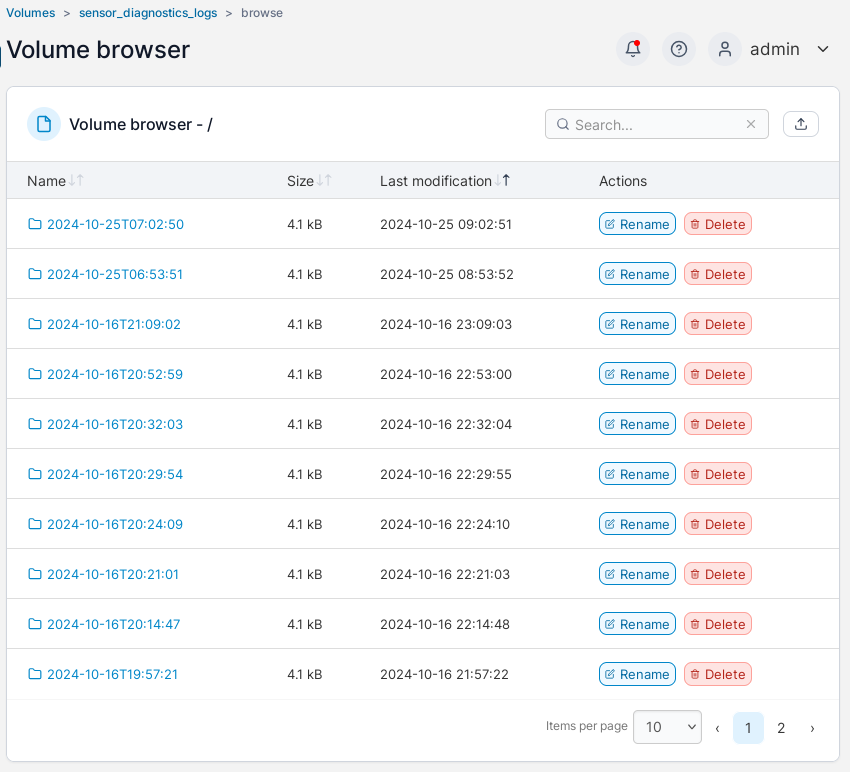 Volumes > sensor_diagnostics_logs > browse
Volume browser
admin
Volume browser - /
Search...
Name Size Last modification Actions
2024-10-25T07:02:50 4.1 kB 2024-10-25 09:02:51 Rename Delete
2024-10-25T06:53:51 4.1 kB 2024-10-25 08:53:52 Rename Delete
2024-10-16T21:09:02 4.1 kB 2024-10-16 23:09:03 Rename Delete
2024-10-16T20:52:59 4.1 kB 2024-10-16 22:53:00 Rename Delete
2024-10-16T20:32:03 4.1 kB 2024-10-16 22:32:04 Rename Delete
2024-10-16T20:29:54 4.1 kB 2024-10-16 22:29:55 Rename Delete
2024-10-16T20:24:09 4.1 kB 2024-10-16 22:24:10 Rename Delete
2024-10-16T20:21:01 4.1 kB 2024-10-16 22:21:03 Rename Delete
2024-10-16T20:14:47 4.1 kB 2024-10-16 22:14:48 Rename Delete
2024-10-16T19:57:21 4.1 kB 2024-10-16 21:57:22 Rename Delete
Items per page 10 ‹ 1 2 ›